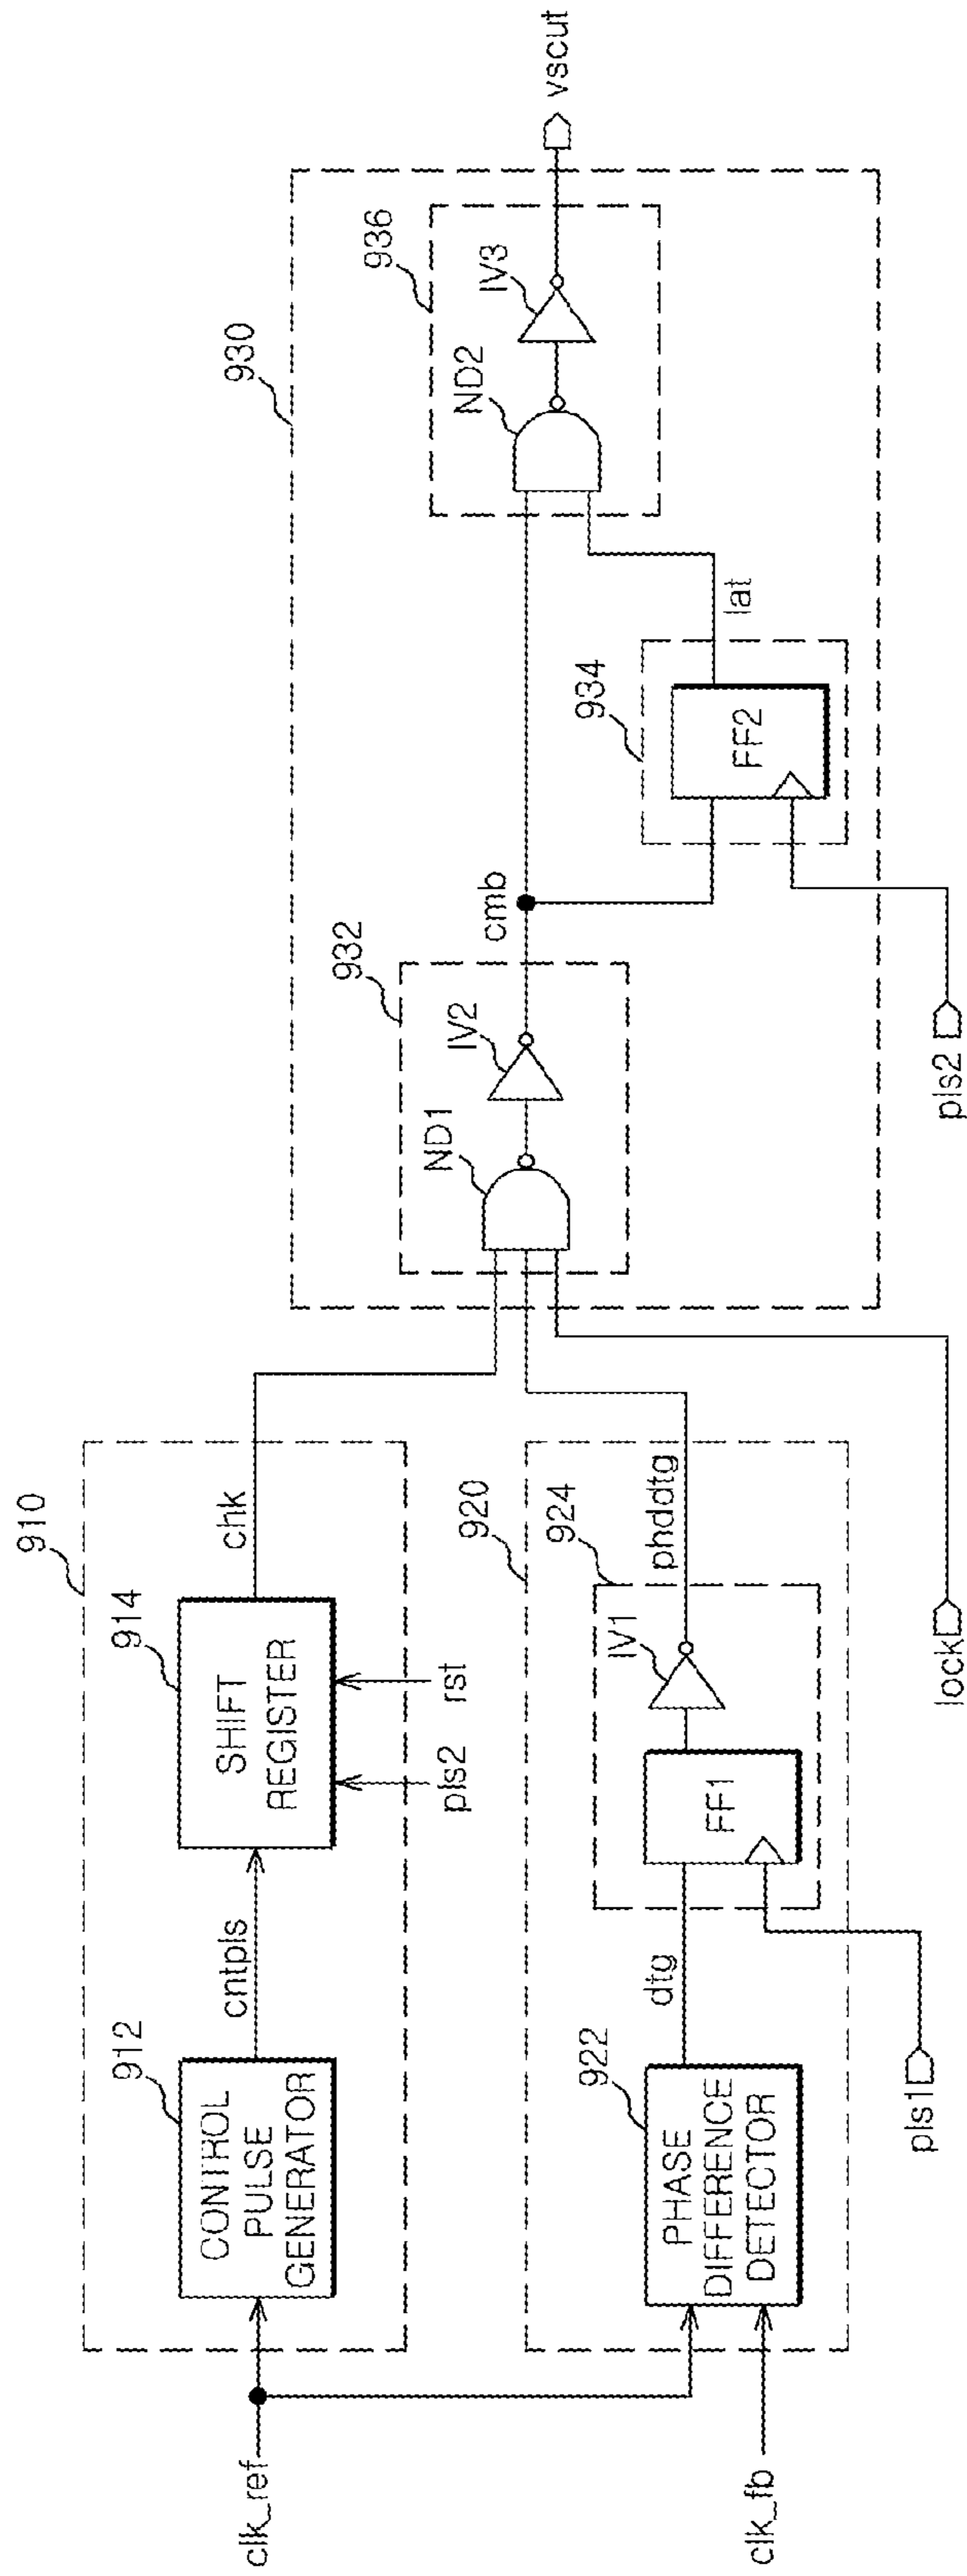 910
912
CONTROL
PULSE
GENERATOR
cntpls
914
SHIFT
REGISTER
chk
pls2
rst
clk_ref
920
922
PHASE
DIFFERENCE
DETECTOR
dtg
924
FF1
IV1
phddtg
clk_fb
pls1
lock
930
932
ND1
IV2
cmb
934
FF2
lat
pls2
936
ND2
IV3
vscut